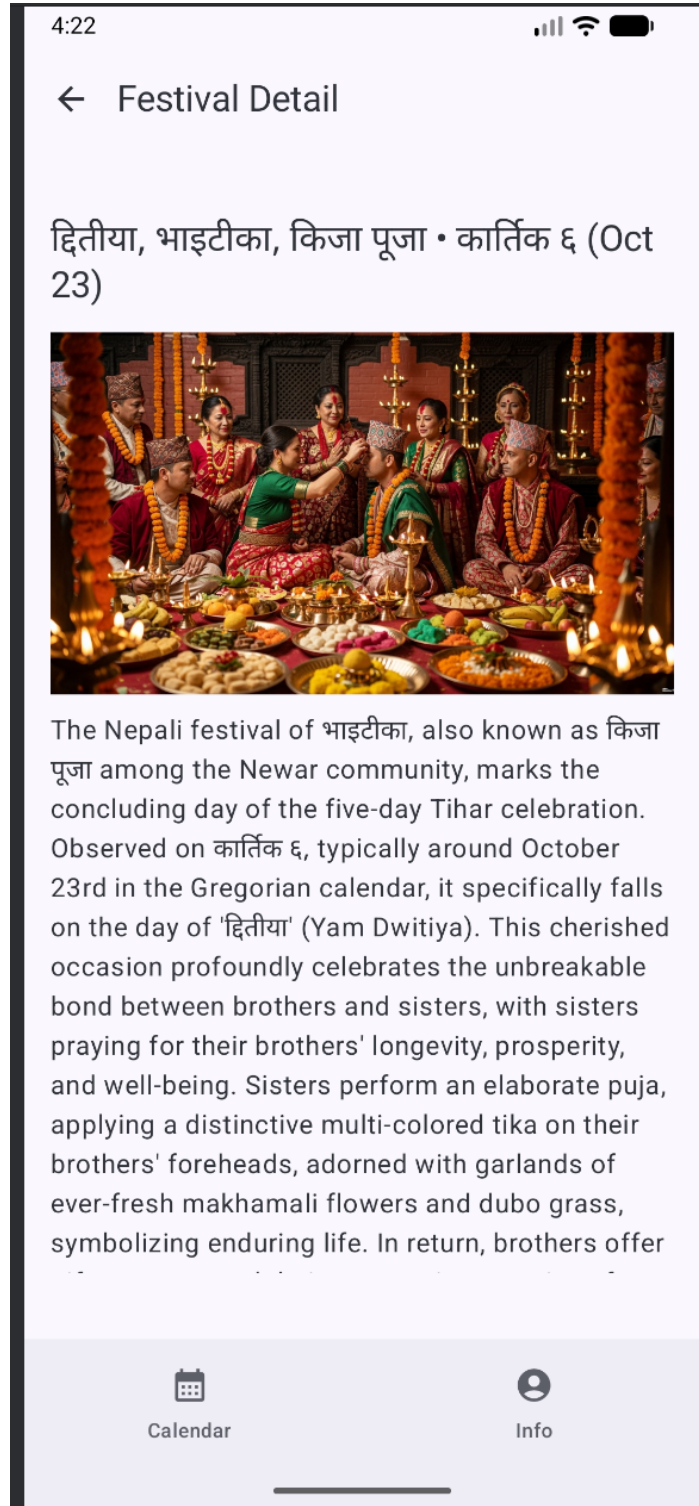 4:22
Festival Detail
द्दितीया, भाइटीका, किजा पूजा • कार्तिक ६ (Oct
23)
The Nepali festival of भाइटीका, also known as किजा
पूजा among the Newar community, marks the
concluding day of the five-day Tihar celebration.
Observed on कार्तिक ६, typically around October
23rd in the Gregorian calendar, it specifically falls
on the day of 'द्दितीया' (Yam Dwitiya). This cherished
occasion profoundly celebrates the unbreakable
bond between brothers and sisters, with sisters
praying for their brothers' longevity, prosperity,
and well-being. Sisters perform an elaborate puja,
applying a distinctive multi-colored tika on their
brothers' foreheads, adorned with garlands of
ever-fresh makhamali flowers and dubo grass,
symbolizing enduring life. In return, brothers offer
Calendar
Info